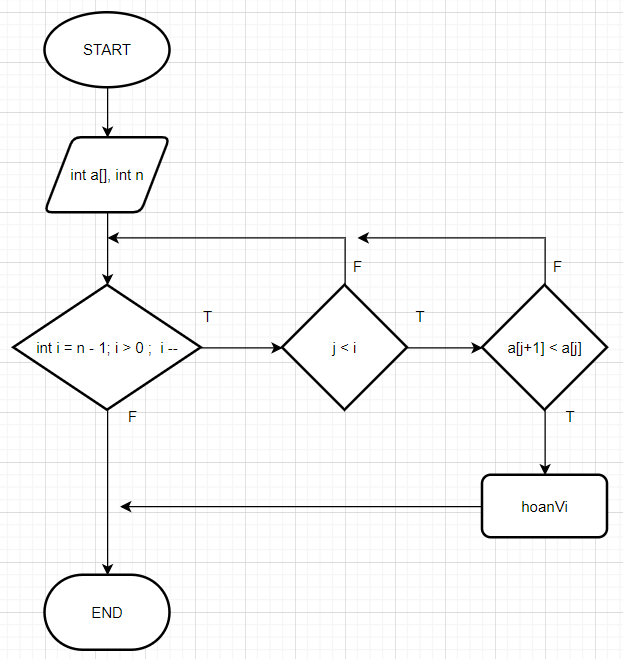 START
int a[], int n
F
F
T
T
int i = n - 1; i > 0 ;  i --
j < i
a[j+1] < a[j]
F
T
hoanVi
END